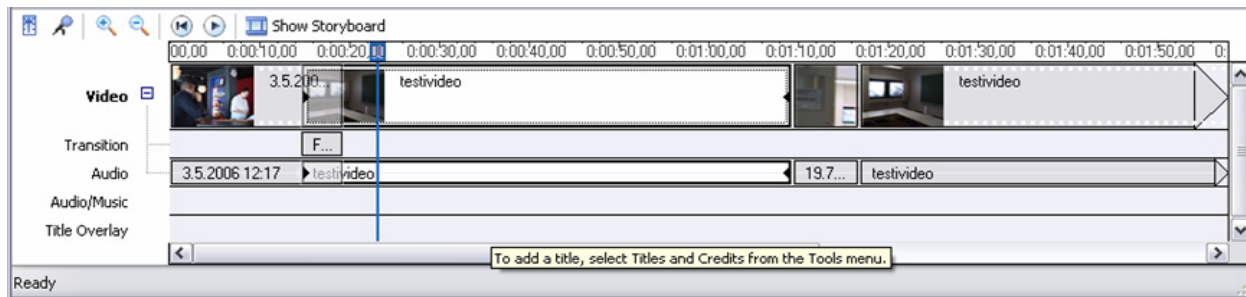 Show Storyboard
00,00 0:00:10,00 0:00:20 0:00:30,00 0:00:40,00 0:00:50,00 0:01:00,00 0:01:10,00 0:01:20,00 0:01:30,00 0:01:40,00 0:01:50,00 0:
Video 3.5.200... testivideo testivideo
Transition F...
Audio 3.5.2006 12:17 testivideo 19.7... testivideo
Audio/Music
Title Overlay
To add a title, select Titles and Credits from the Tools menu.
Ready